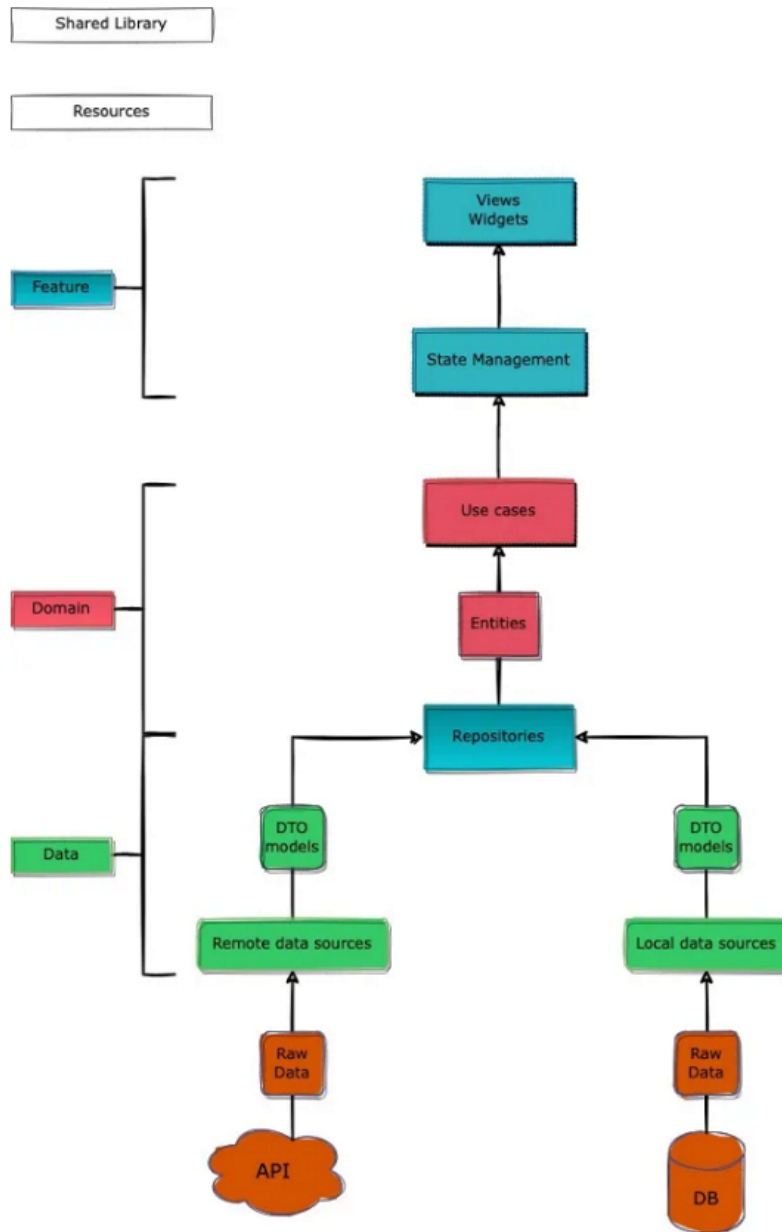 Shared Library
Resources
Views
Widgets
Feature
State Management
Use cases
Domain
Entities
Repositories
DTO
models
DTO
models
Data
Remote data sources
Local data sources
Raw
Data
Raw
Data
API
DB